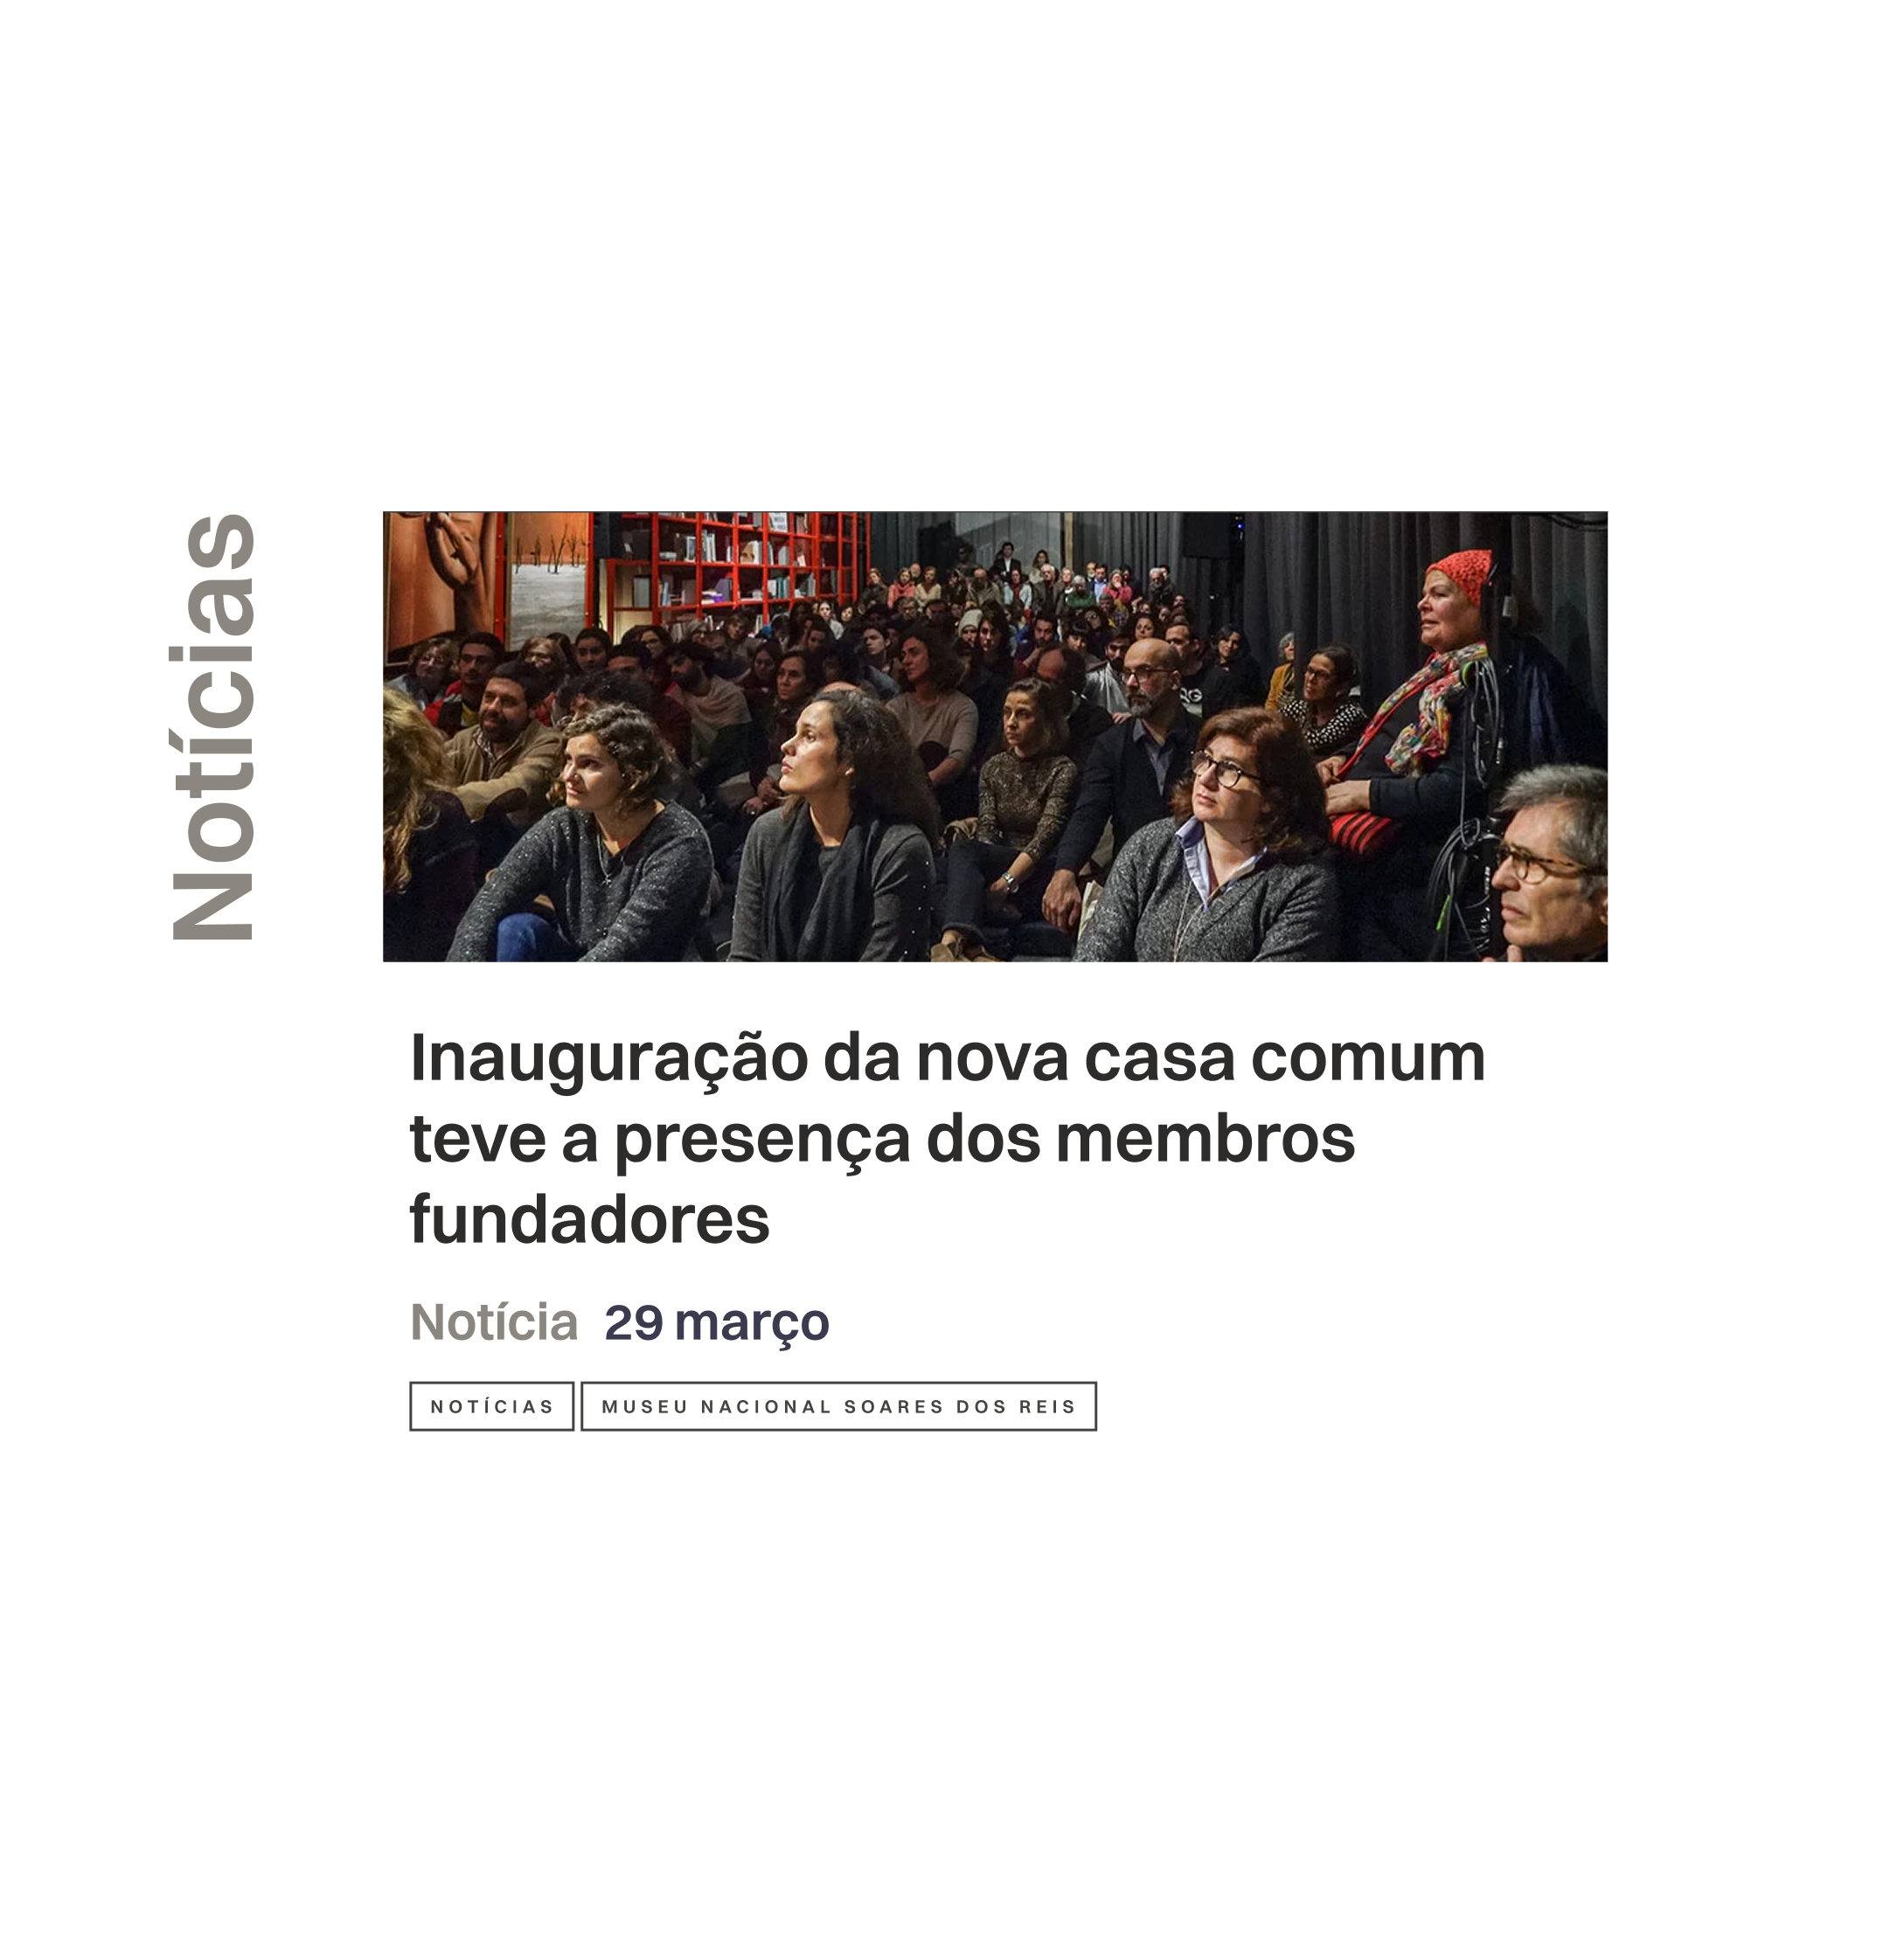 Notícias
Inauguração da nova casa comum
teve a presença dos membros
fundadores
Notícia 29 março
NOTÍCIAS MUSEU NACIONAL SOARES DOS REIS